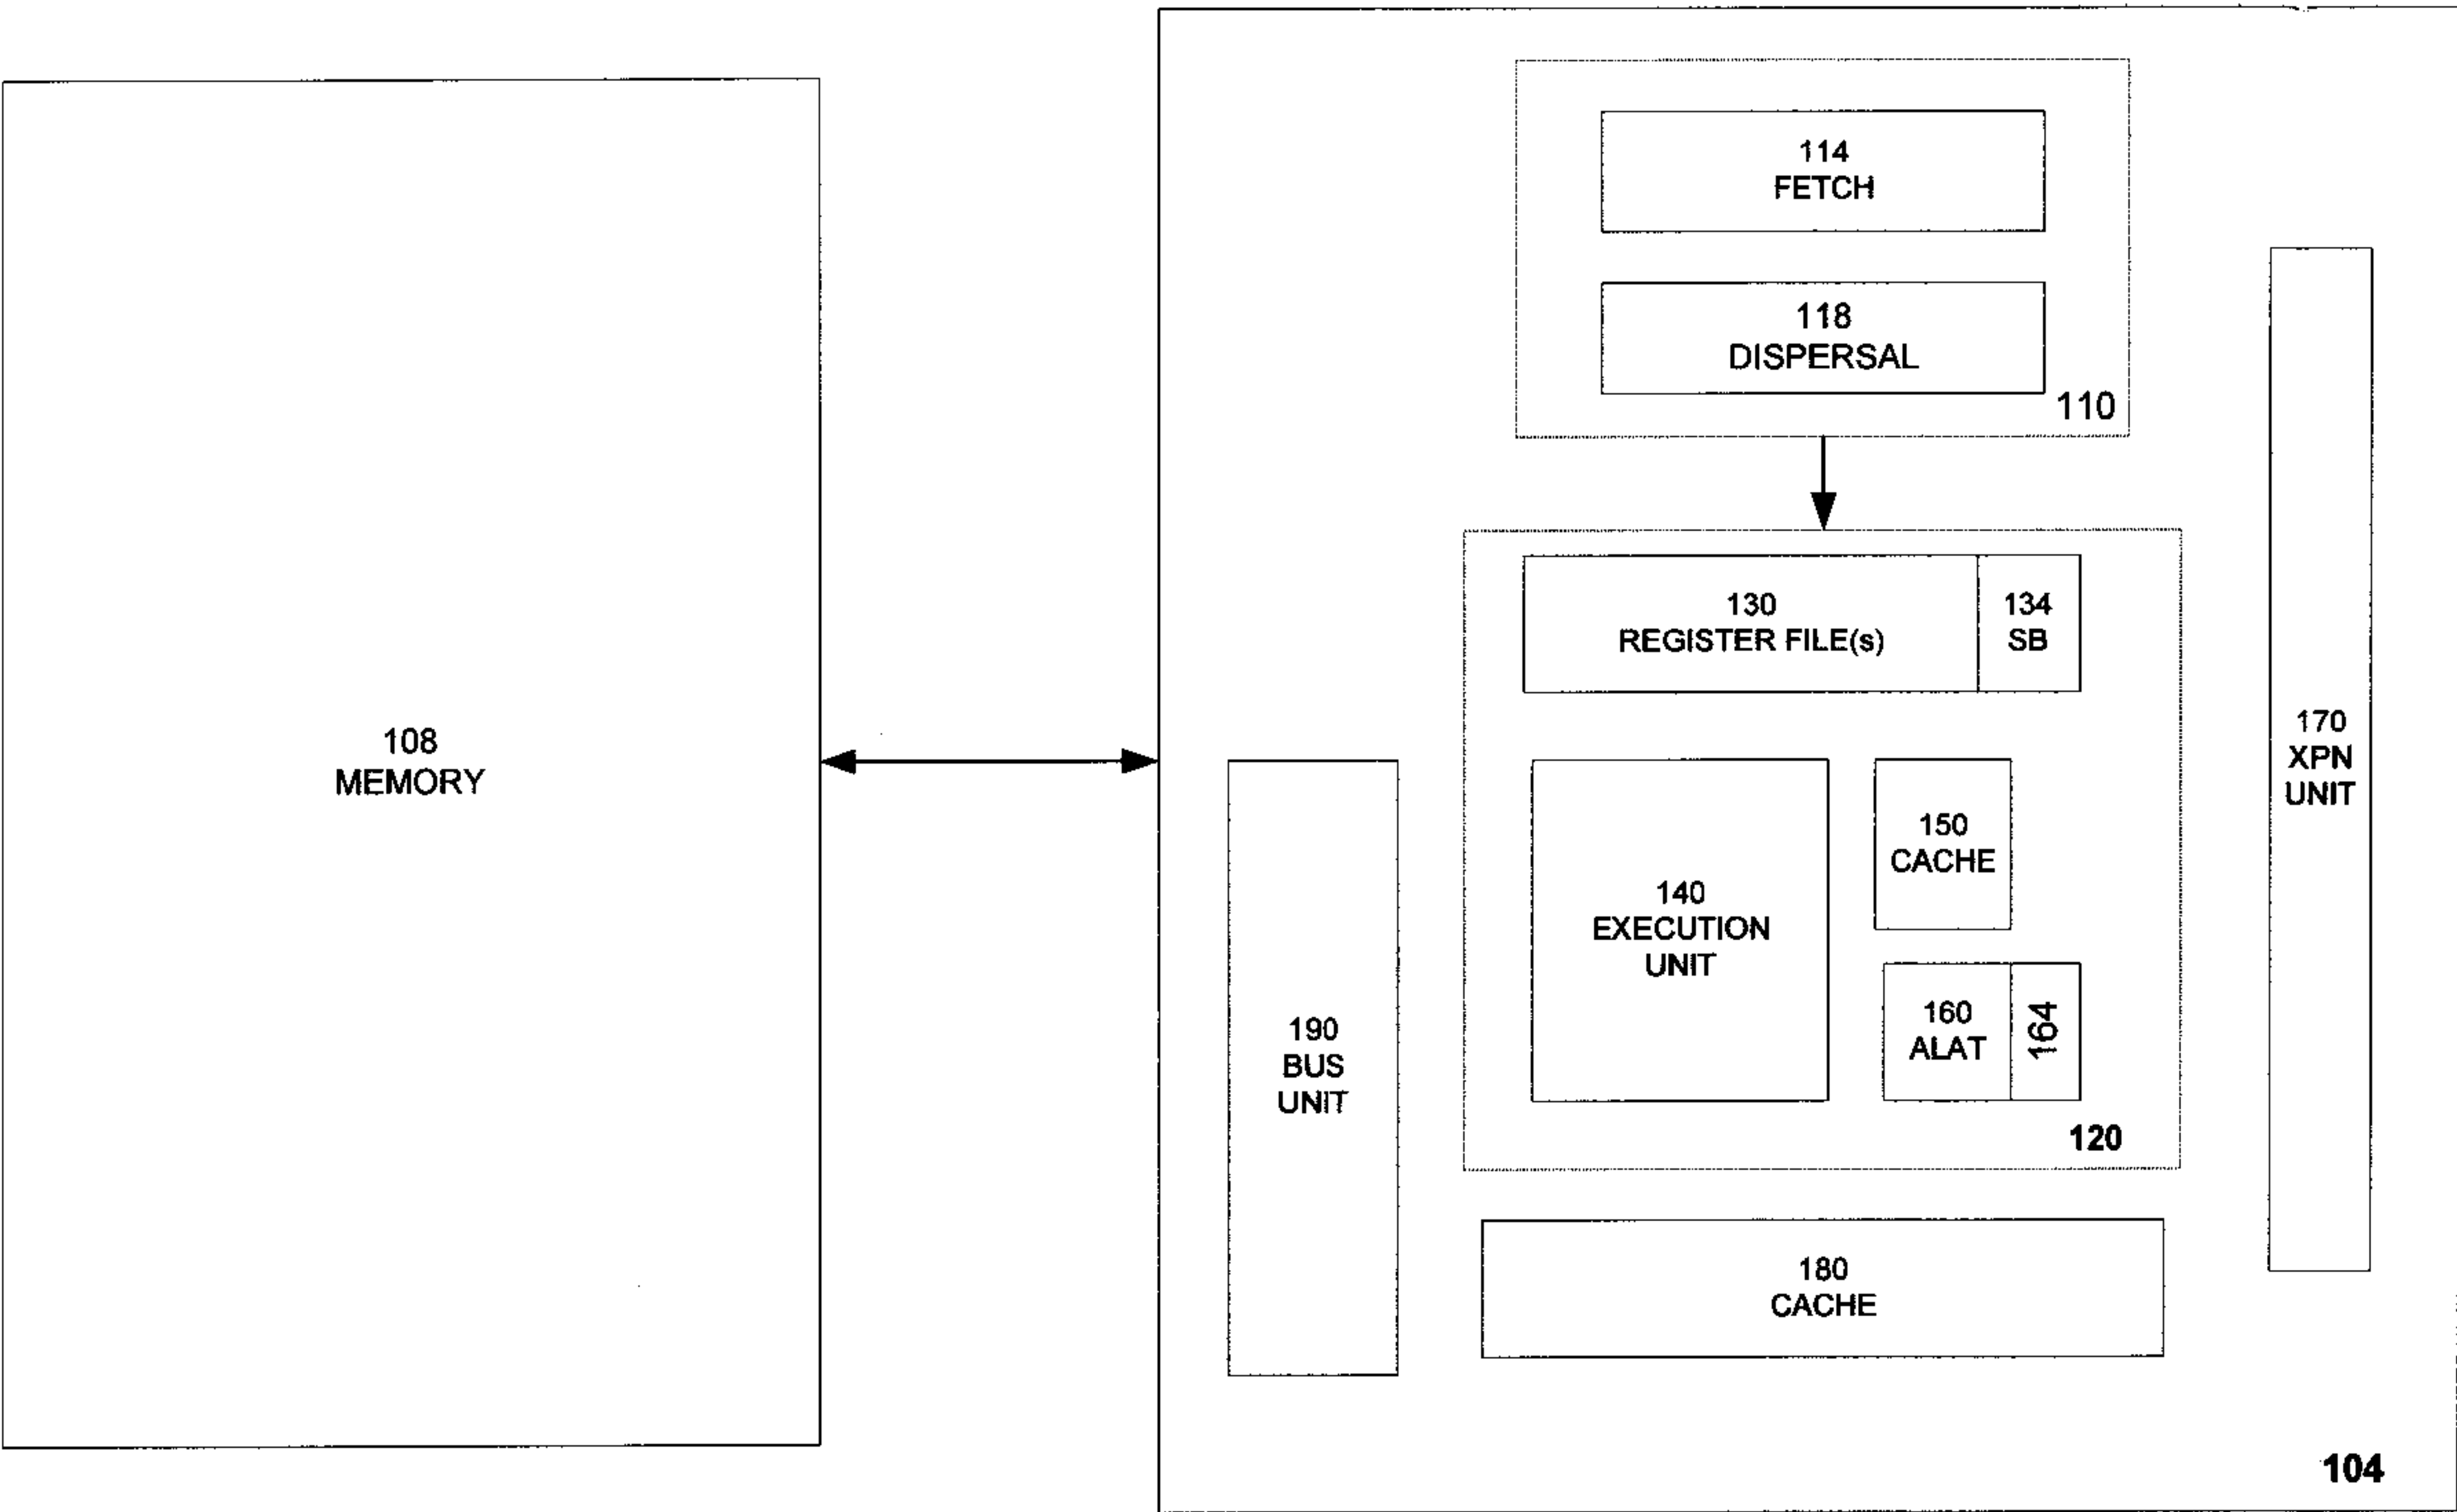 108
MEMORY
114
FETCH
118
DISPERSAL
110
130
REGISTER FILE(s)
134
SB
140
EXECUTION
UNIT
150
CACHE
160
ALAT
164
120
170
XPN
UNIT
190
BUS
UNIT
180
CACHE
104